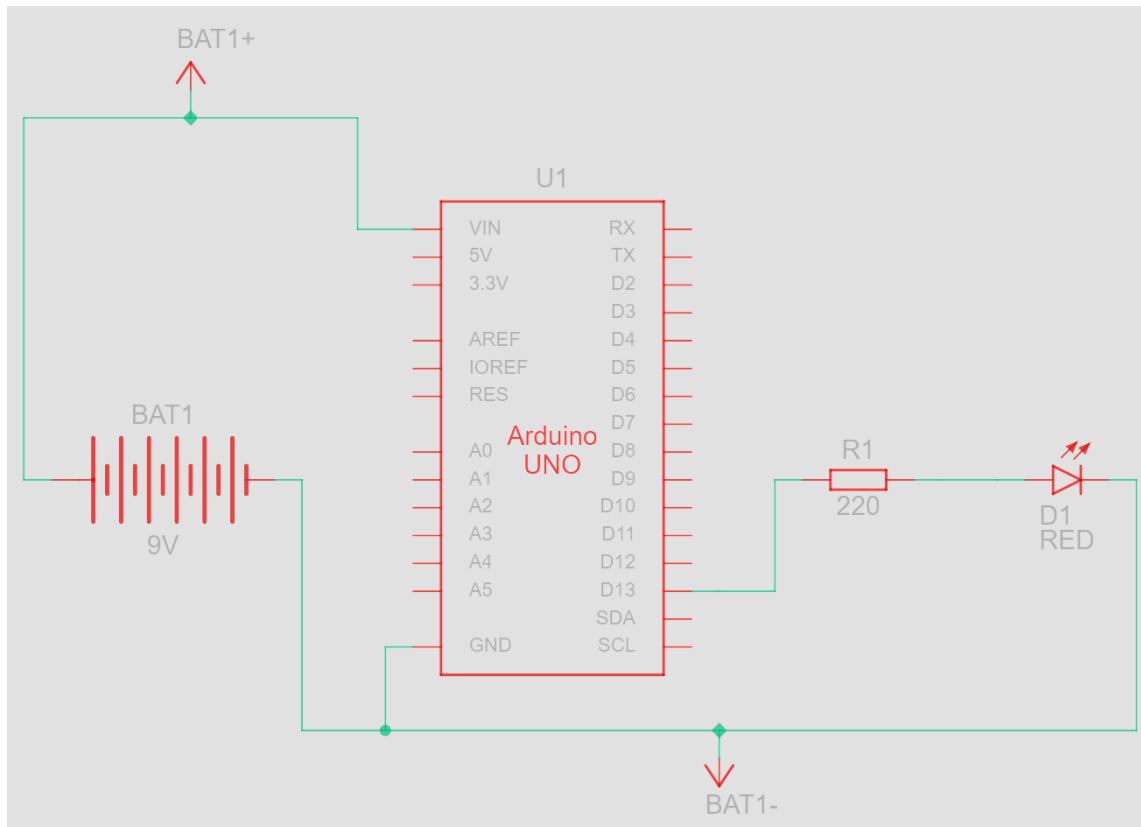 BAT1+
U1
VIN
5V
3.3V
AREF
IOREF
RES
A0
A1
A2
A3
A4
A5
GND
Arduino
UNO
RX
TX
D2
D3
D4
D5
D6
D7
D8
D9
D10
D11
D12
D13
SDA
SCL
BAT1
9V
R1
220
D1
RED
BAT1-